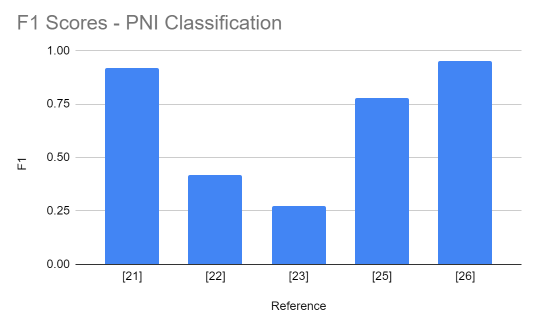 F1 Scores - PNI Classification
1.00
0.75
0.50
0.25
0.00
F1
[21] [22] [23] [25] [26]
Reference